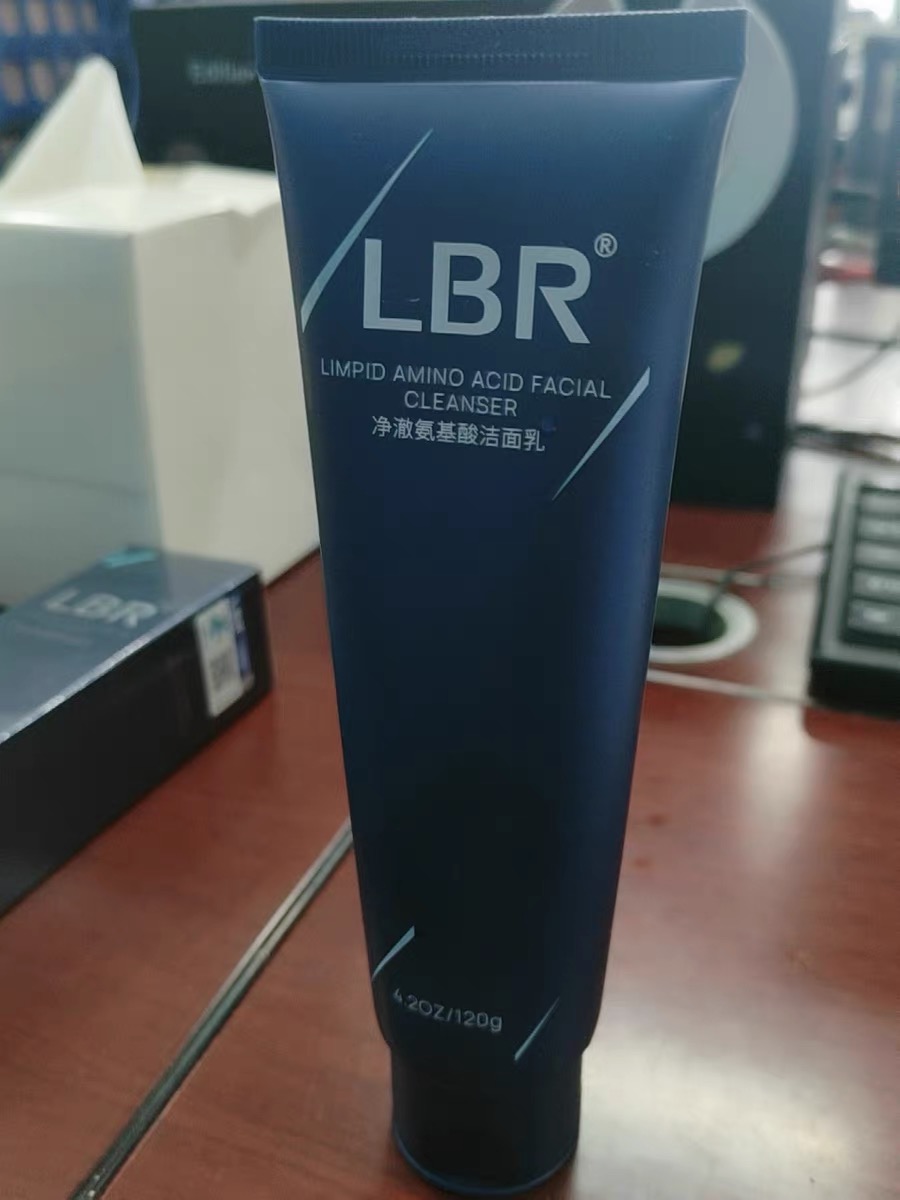 LBR®
LIMPID AMINO ACID FACIAL
CLEANSER
净澈氨基酸洁面乳
4.2OZ/120g
LBR